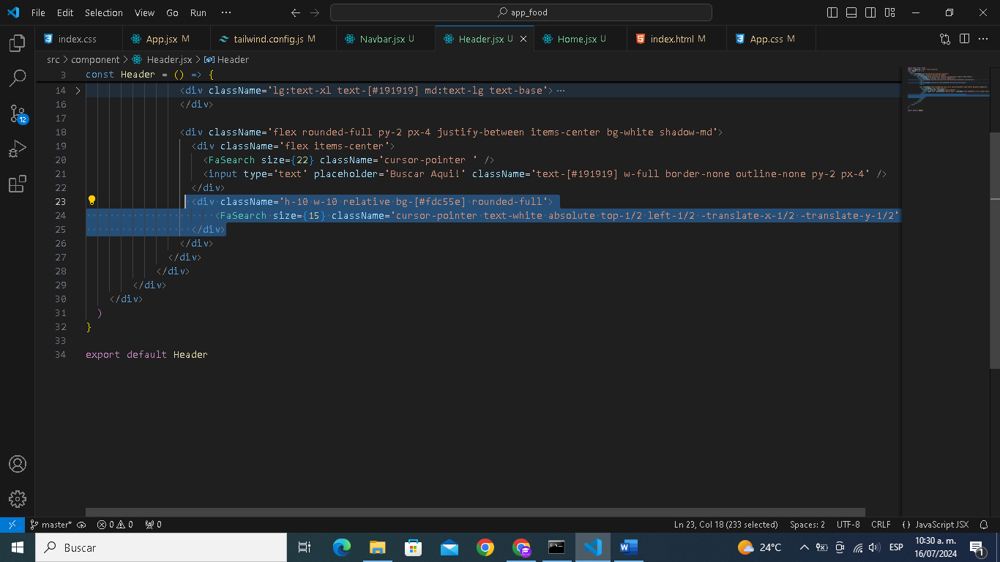 File Edit Selection View Go Run ··· app_food
index.css App.jsx M tailwind.config.js M Navbar.jsx U Header.jsx U Home.jsx U index.html M App.css M
src > component > Header.jsx > Header
3 const Header = () => {
14 <div className="lg:text-xl text-[#191919] md:text-lg text-base"> ···
16 </div>
17
18 <div className="flex rounded-full py-2 px-4 justify-between items-center bg-white shadow-md">
19 <div className="flex items-center">
20 <FaSearch size={22} className="cursor-pointer " />
21 <input type="text" placeholder="Buscar Aqui!" className="text-[#191919] w-full border-none outline-none py-2 px-4" />
22 </div>
23 <div className="h-10 w-10 relative bg-[#fdc55e] rounded-full">
24 <FaSearch size={15} className="cursor-pointer text-white absolute top-1/2 left-1/2 -translate-x-1/2 -translate-y-1/2"
25 </div>
26 </div>
27 </div>
28 </div>
29 </div>
30 </div>
31 )
32 }
33
34 export default Header
12
master* 0 0 0 Ln 23, Col 18 (233 selected) Spaces: 2 UTF-8 CRLF {} JavaScript JSX
Buscar 24°C ESP 10:30 a. m.
16/07/2024 1